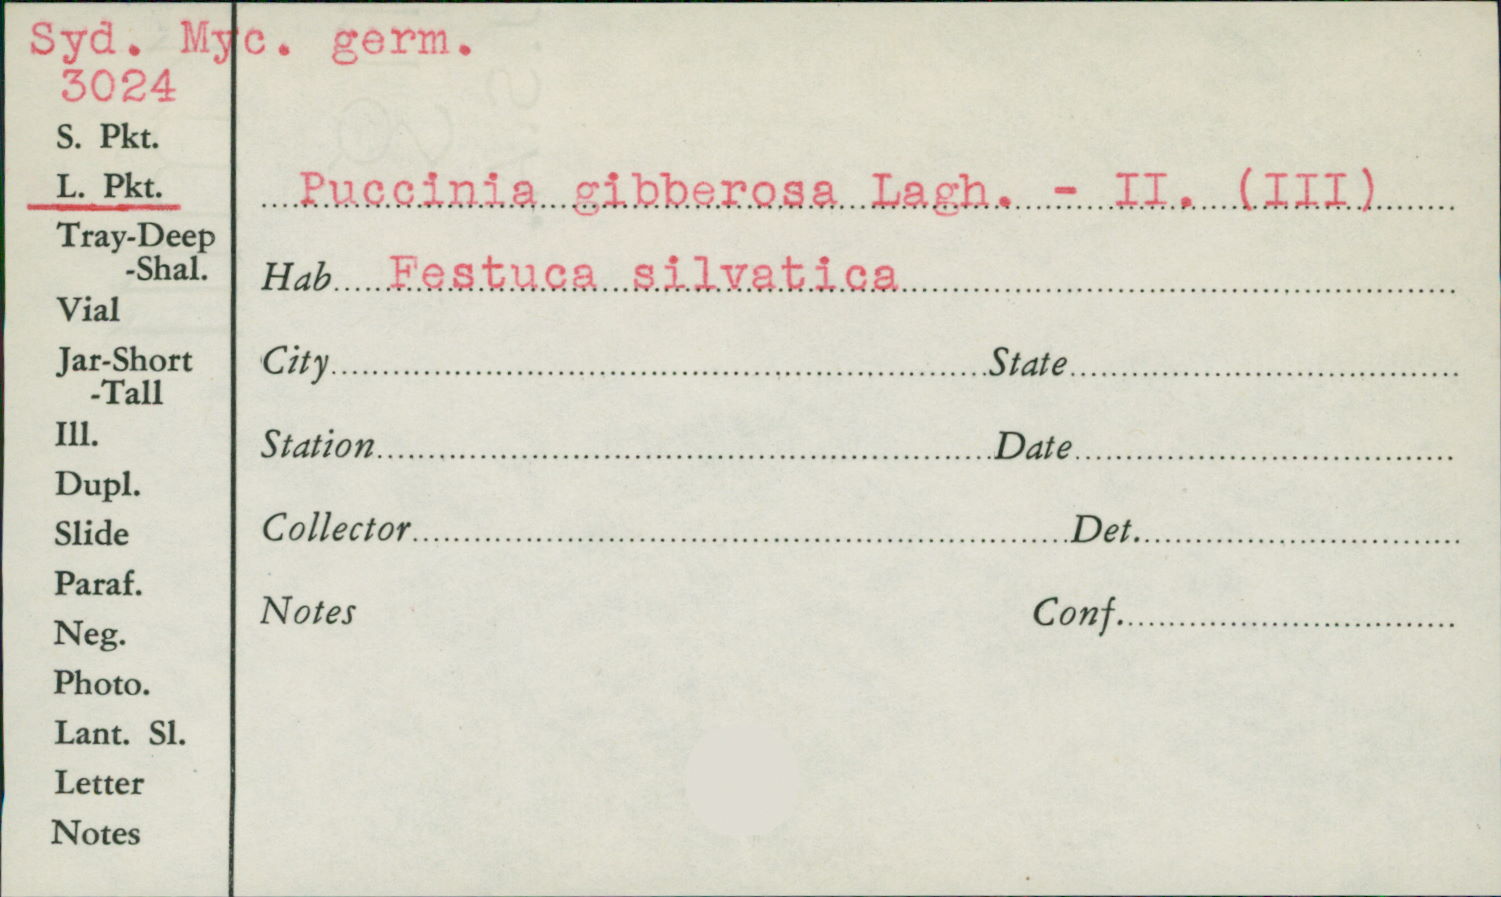 Syd. Myc. germ.
3024
S. Pkt.
L. Pkt.
Tray-Deep
-Shal.
Vial
Jar-Short
-Tall
Ill.
Dupl.
Slide
Paraf.
Neg.
Photo.
Lant. Sl.
Letter
Notes
Puccinia gibberosa Lagh. - II. (III)
Hab. Festuca silvatica
City State
Station Date
Collector Det.
Notes Conf.